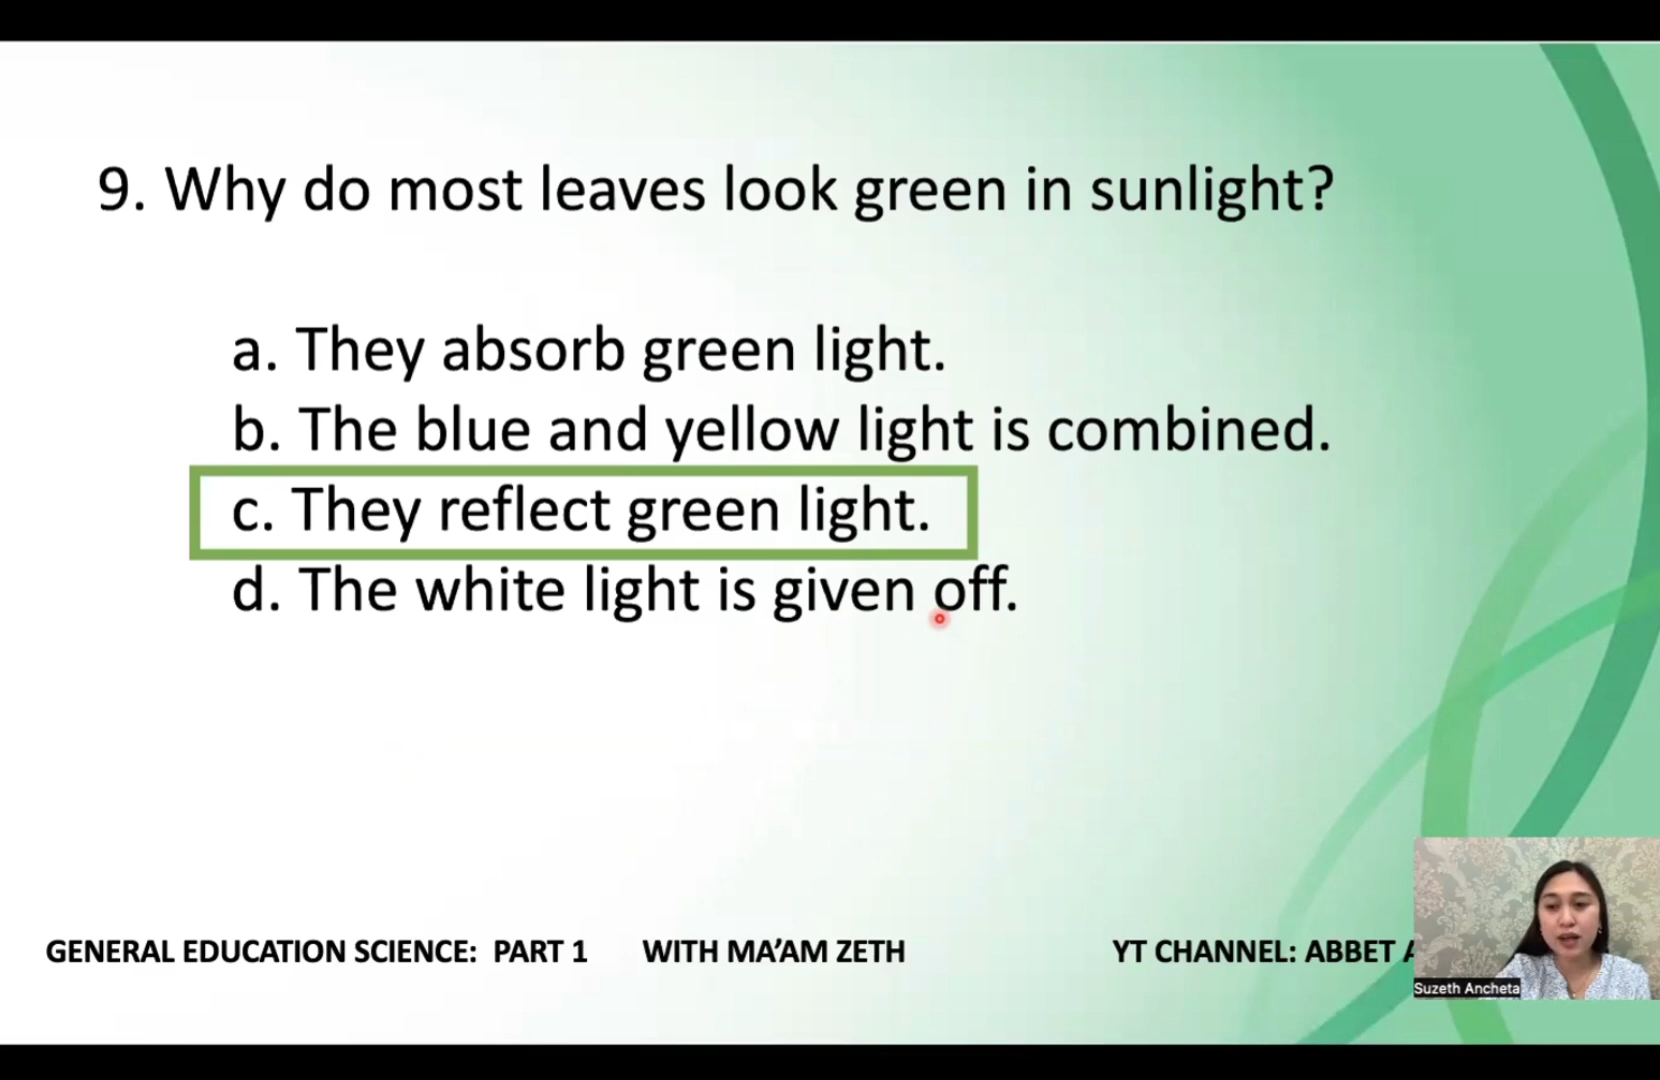 9. Why do most leaves look green in sunlight?
a. They absorb green light.
b. The blue and yellow light is combined.
c. They reflect green light.
d. The white light is given off.
GENERAL EDUCATION SCIENCE: PART 1 WITH MA’AM ZETH YT CHANNEL: ABBET
Suzeth Ancheta